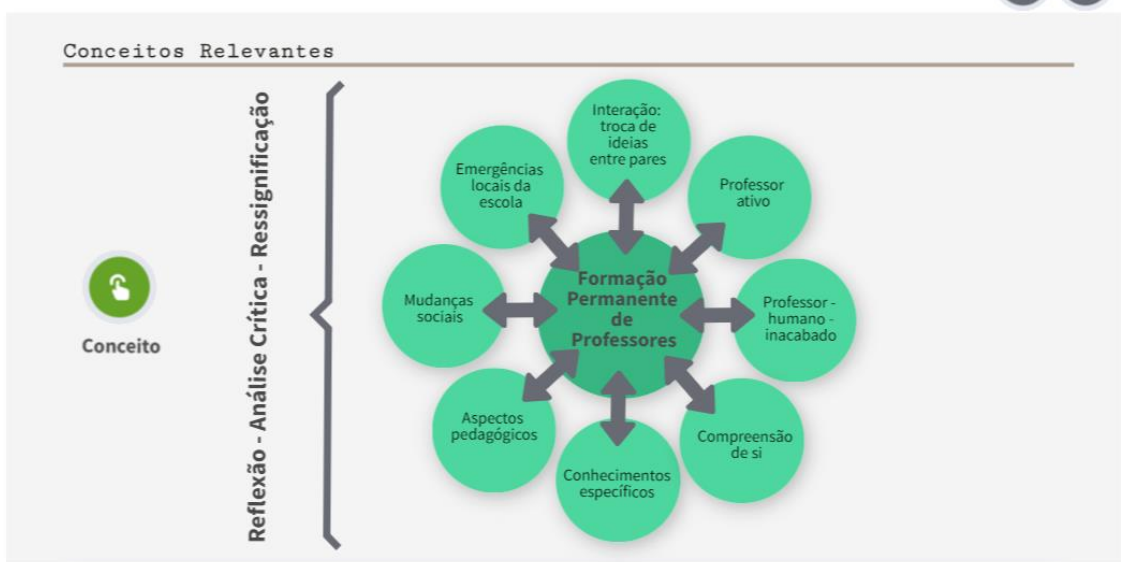 Conceitos Relevantes
Conceito
Reflexão - Análise Crítica - Ressignificação
Interação:
troca de
ideias
entre pares
Professor
ativo
Professor -
humano -
inacabado
Compreensão
de si
Conhecimentos
específicos
Aspectos
pedagógicos
Mudanças
sociais
Emergências
locais da
escola
Formação
Permanente
de
Professores